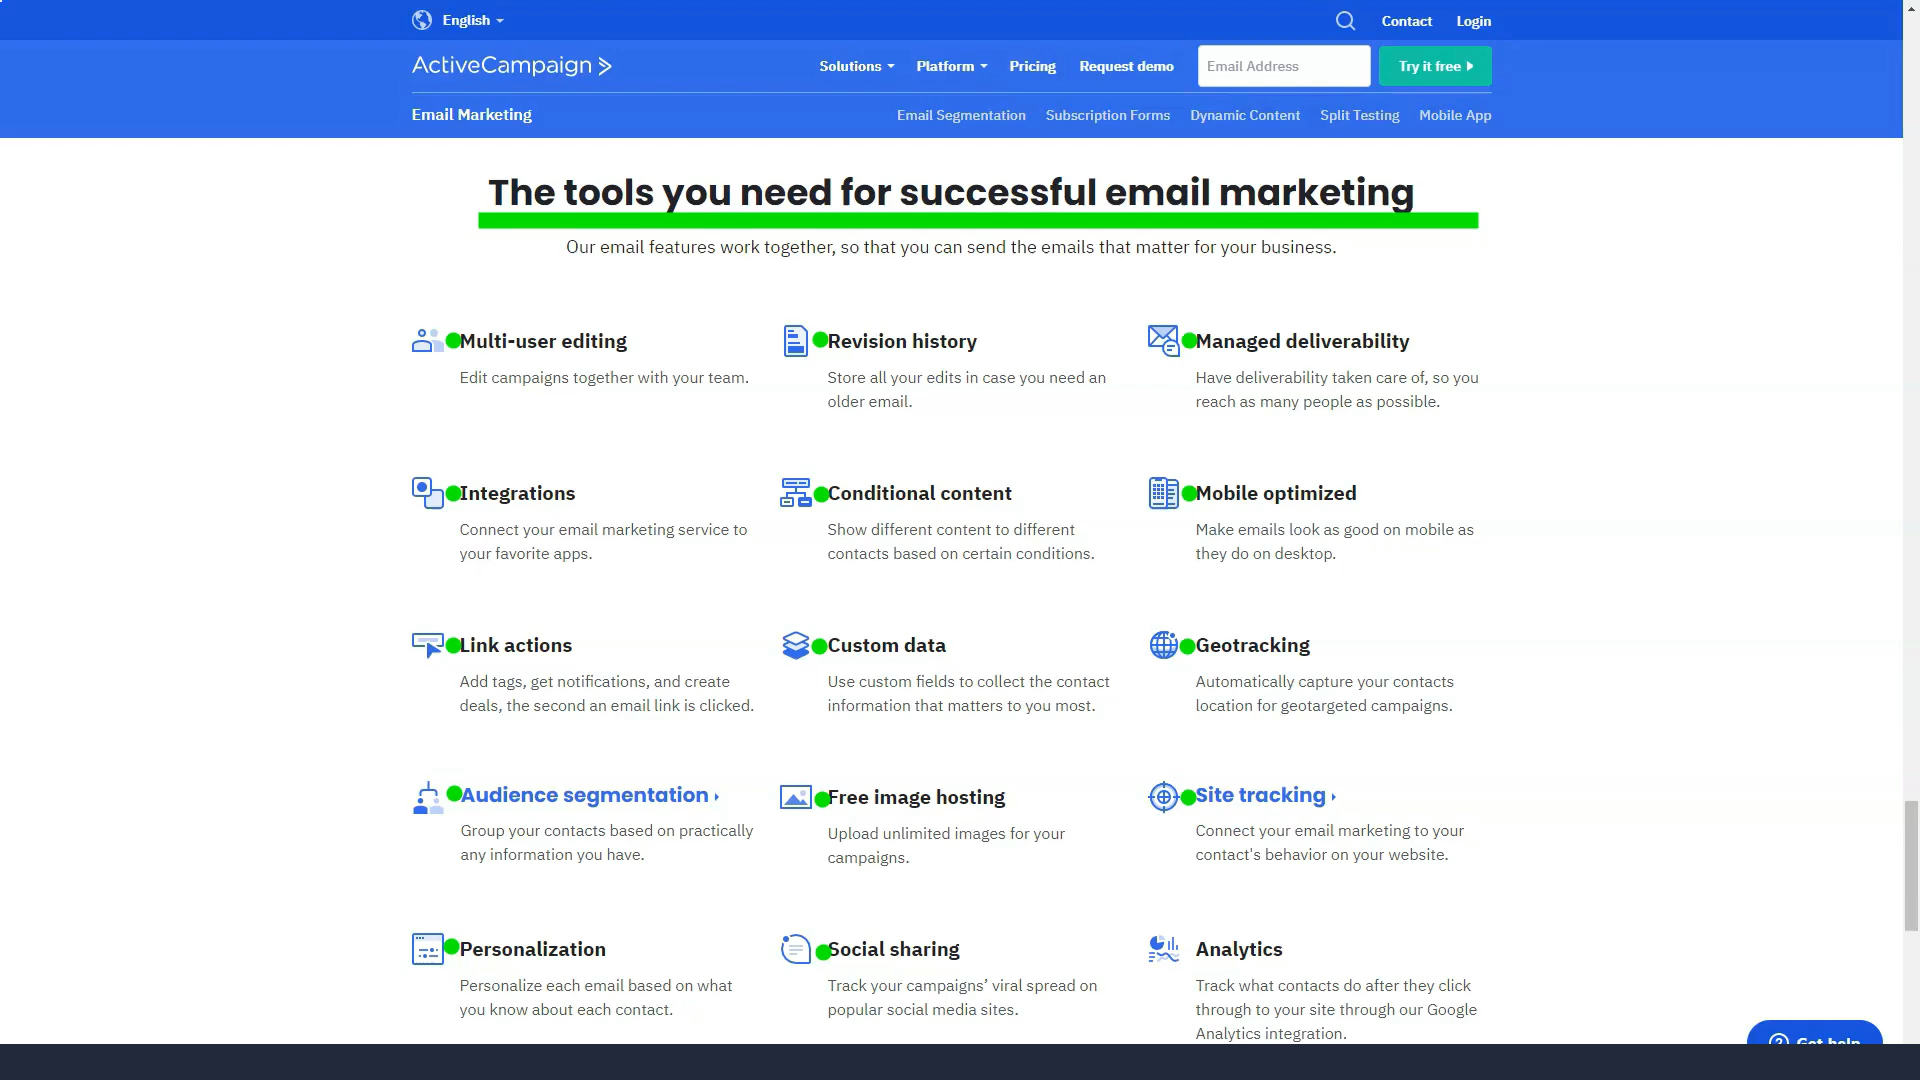 English
Contact
Login
ActiveCampaign
Solutions
Platform
Pricing
Request demo
Email Address
Try it free
Email Marketing
Email Segmentation
Subscription Forms
Dynamic Content
Split Testing
Mobile App
The tools you need for successful email marketing
Our email features work together, so that you can send the emails that matter for your business.
Multi-user editing
Edit campaigns together with your team.
Revision history
Store all your edits in case you need an
older email.
Managed deliverability
Have deliverability taken care of, so you
reach as many people as possible.
Integrations
Connect your email marketing service to
your favorite apps.
Conditional content
Show different content to different
contacts based on certain conditions.
Mobile optimized
Make emails look as good on mobile as
they do on desktop.
Link actions
Add tags, get notifications, and create
deals, the second an email link is clicked.
Custom data
Use custom fields to collect the contact
information that matters to you most.
Geotracking
Automatically capture your contacts
location for geotargeted campaigns.
Audience segmentation
Group your contacts based on practically
any information you have.
Free image hosting
Upload unlimited images for your
campaigns.
Site tracking
Connect your email marketing to your
contact's behavior on your website.
Personalization
Personalize each email based on what
you know about each contact.
Social sharing
Track your campaigns’ viral spread on
popular social media sites.
Analytics
Track what contacts do after they click
through to your site through our Google
Analytics integration.
Get help